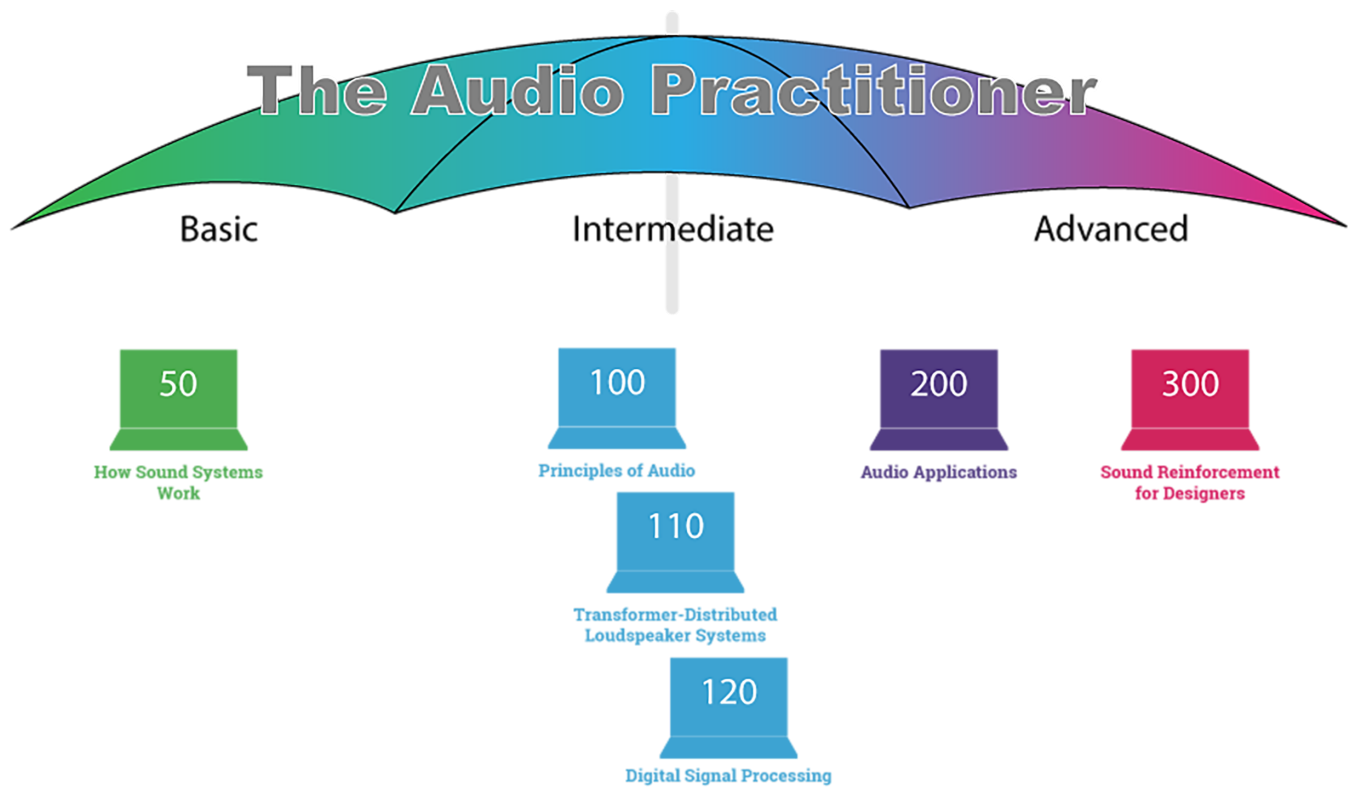 The Audio Practitioner
Basic
Intermediate
Advanced
50
How Sound Systems
Work
100
Principles of Audio
110
Transformer-Distributed
Loudspeaker Systems
120
Digital Signal Processing
200
Audio Applications
300
Sound Reinforcement
for Designers